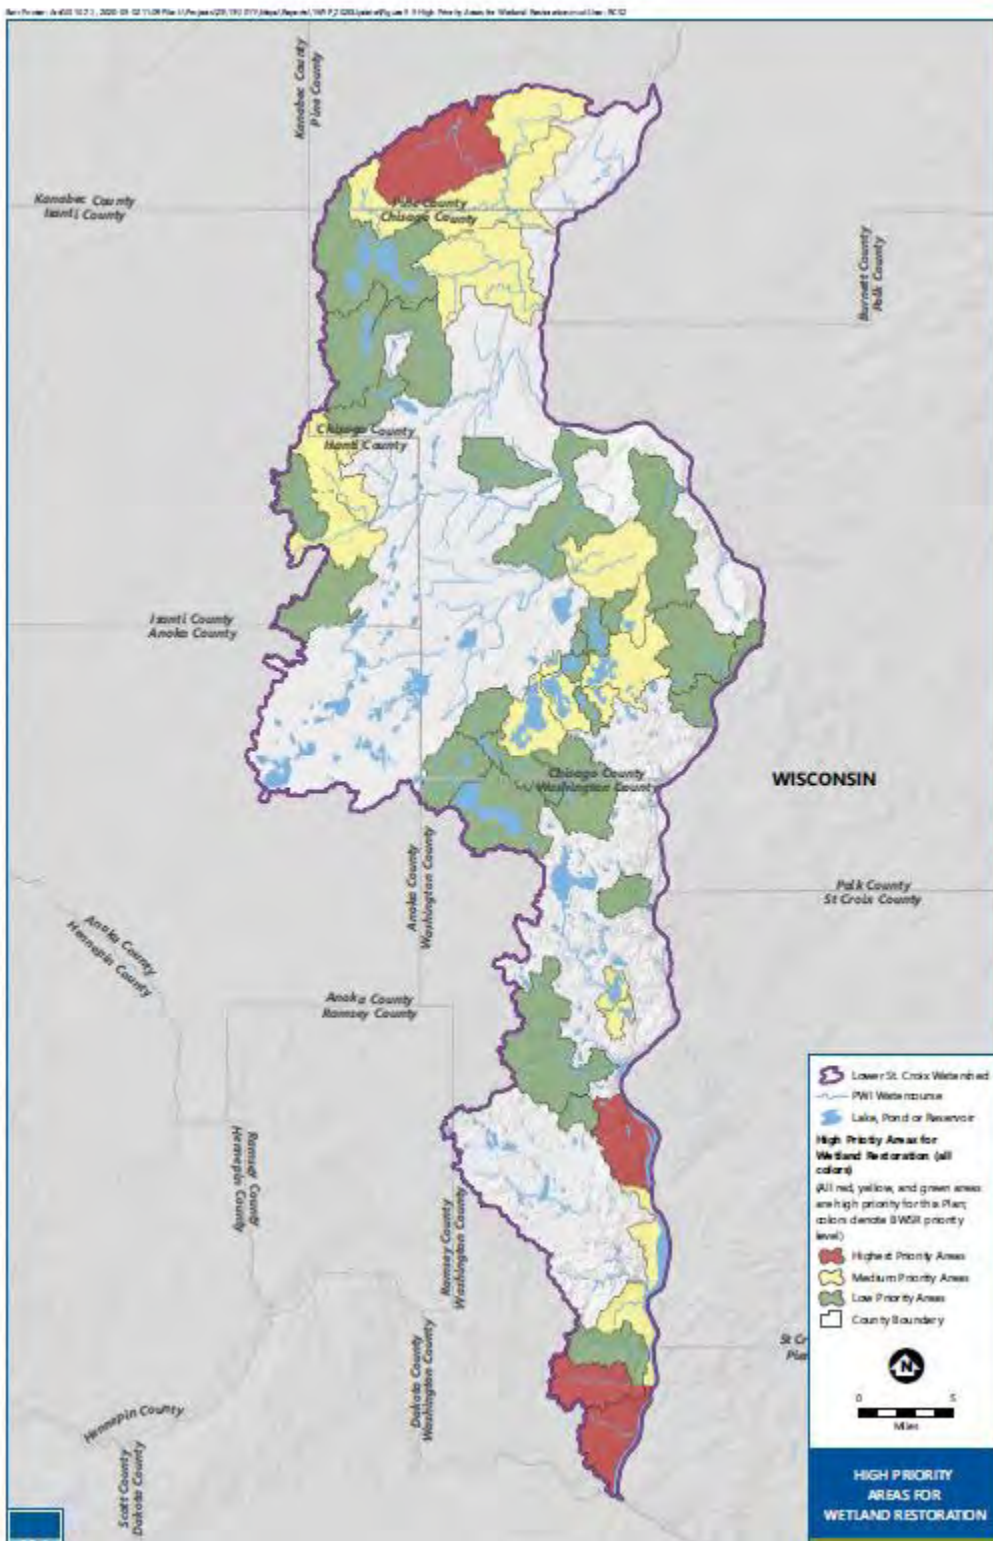 Kanabec County
Pine County
Kanabec County
Isanti County
Pine County
Chisago County
Burnett County
Polk County
Chisago County
Isanti County
Isanti County
Anoka County
Chisago County
Washington County
WISCONSIN
Anoka County
Washington County
Polk County
St Croix County
Anoka County
Hennepin County
Anoka County
Ramsey County
Ramsey County
Hennepin County
Ramsey County
Washington County
Dakota County
Washington County
St Cr
Pie
Hennepin County
Scott County
Dakota County
Lower St. Croix Watershed
PWI Watercourse
Lake, Pond or Reservoir
High Priotiy Areas for
Wetland Restoration (all
colors)
(All red, yellow, and green areas
are high priority for this Plan;
colors denote BWSR priority
level)
Highest Priority Areas
Medium Priority Areas
Low Priority Areas
County Boundary
N
0 5
Miles
HIGH PRIORITY
AREAS FOR
WETLAND RESTORATION